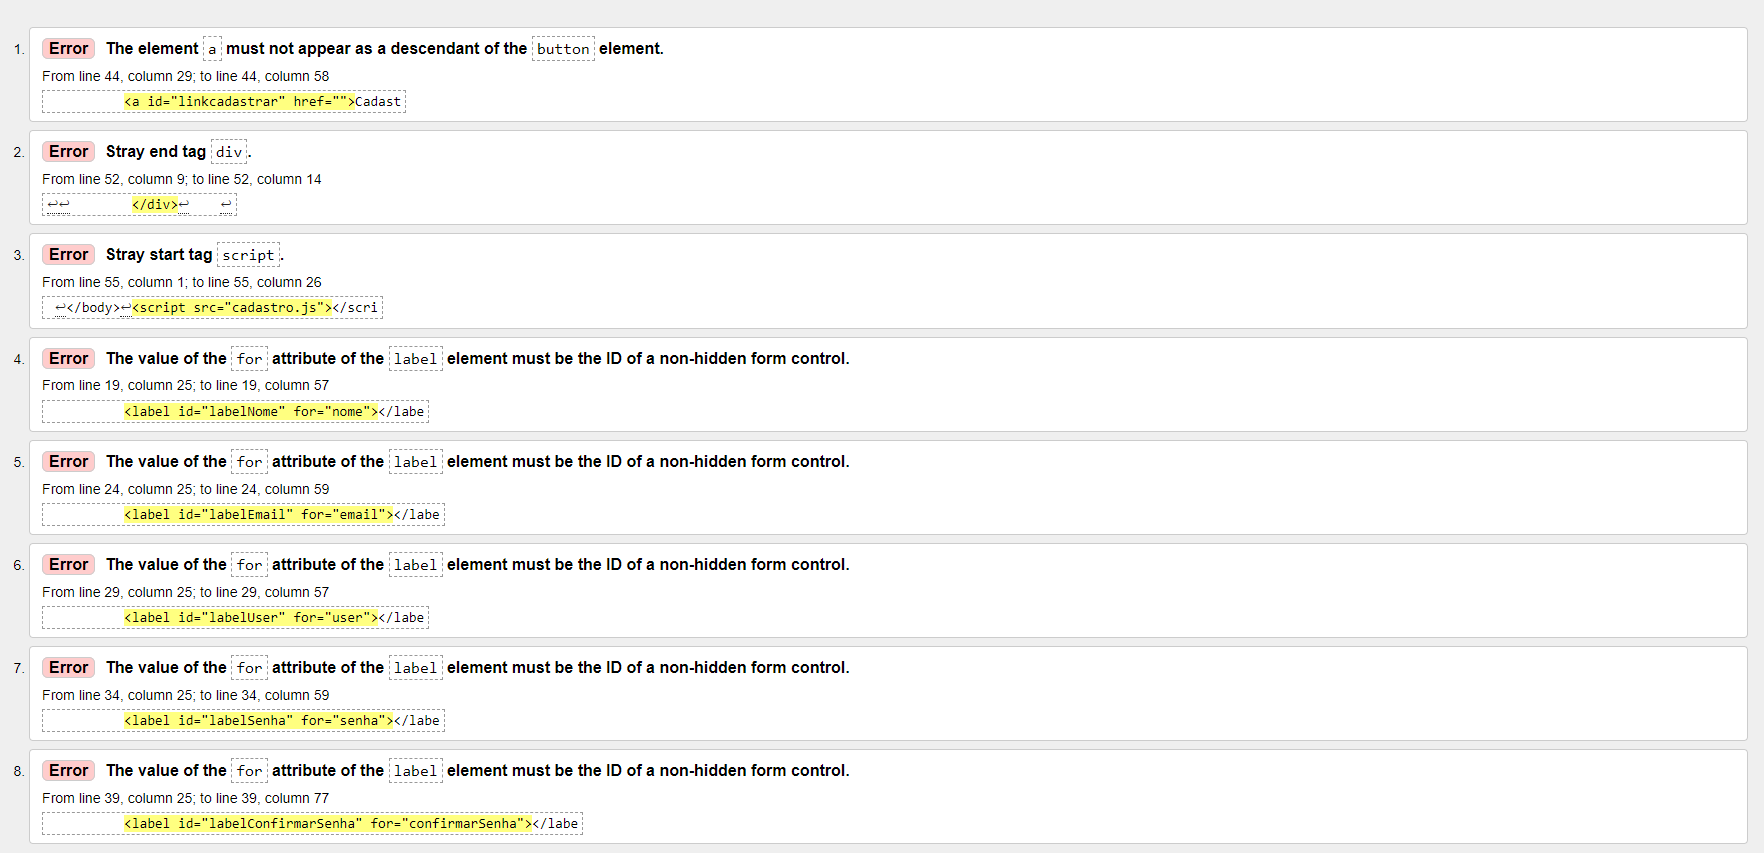 1. Error The element a must not appear as a descendant of the button element.
From line 44, column 29; to line 44, column 58
<a id="linkcadastrar" href="">Cadast
2. Error Stray end tag div.
From line 52, column 9; to line 52, column 14
↩↩ </div>↩ ↩
3. Error Stray start tag script.
From line 55, column 1; to line 55, column 26
↩</body>↩<script src="cadastro.js"></scri
4. Error The value of the for attribute of the label element must be the ID of a non-hidden form control.
From line 19, column 25; to line 19, column 57
<label id="labelNome" for="nome"></labe
5. Error The value of the for attribute of the label element must be the ID of a non-hidden form control.
From line 24, column 25; to line 24, column 59
<label id="labelEmail" for="email"></labe
6. Error The value of the for attribute of the label element must be the ID of a non-hidden form control.
From line 29, column 25; to line 29, column 57
<label id="labelUser" for="user"></labe
7. Error The value of the for attribute of the label element must be the ID of a non-hidden form control.
From line 34, column 25; to line 34, column 59
<label id="labelSenha" for="senha"></labe
8. Error The value of the for attribute of the label element must be the ID of a non-hidden form control.
From line 39, column 25; to line 39, column 77
<label id="labelConfirmarSenha" for="confirmarSenha"></labe